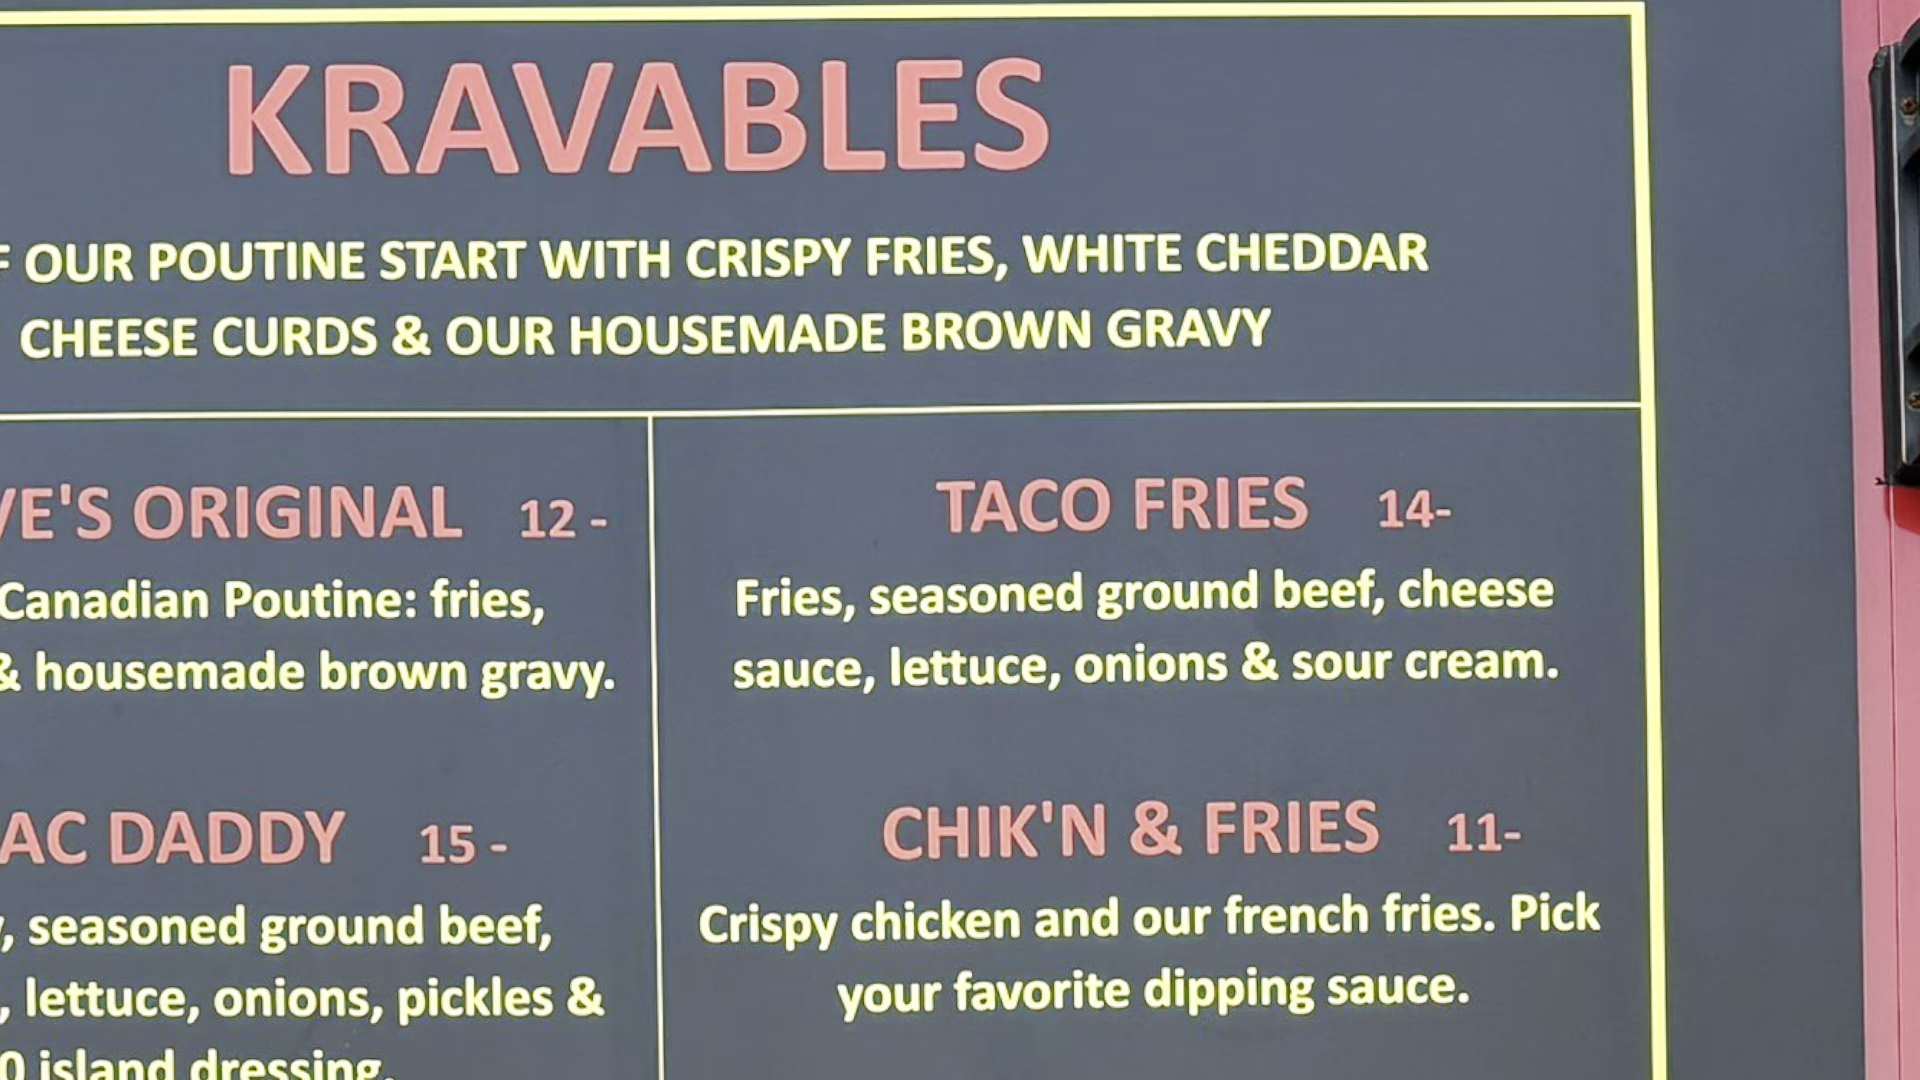 KRAVABLES
OUR POUTINE START WITH CRISPY FRIES, WHITE CHEDDAR
CHEESE CURDS & OUR HOUSEMADE BROWN GRAVY
ORIGINAL 12 -
Canadian Poutine: fries,
& housemade brown gravy.
DADDY 15 -
seasoned ground beef,
lettuce, onions, pickles &
island dressing.
TACO FRIES 14-
Fries, seasoned ground beef, cheese
sauce, lettuce, onions & sour cream.
CHIK'N & FRIES 11-
Crispy chicken and our french fries. Pick
your favorite dipping sauce.